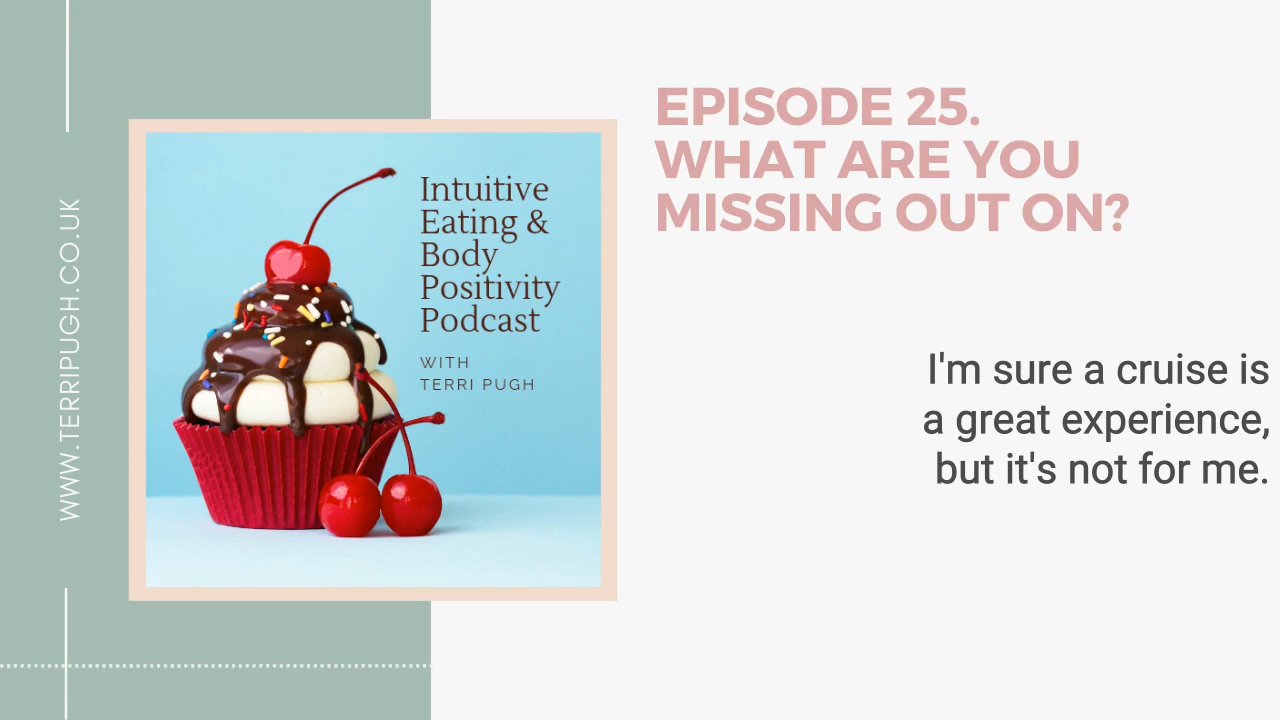 WWW.TERRIPUGH.CO.UK
Intuitive
Eating &
Body
Positivity
Podcast
WITH
TERRI PUGH
EPISODE 25.
WHAT ARE YOU
MISSING OUT ON?
I'm sure a cruise is
a great experience,
but it's not for me.